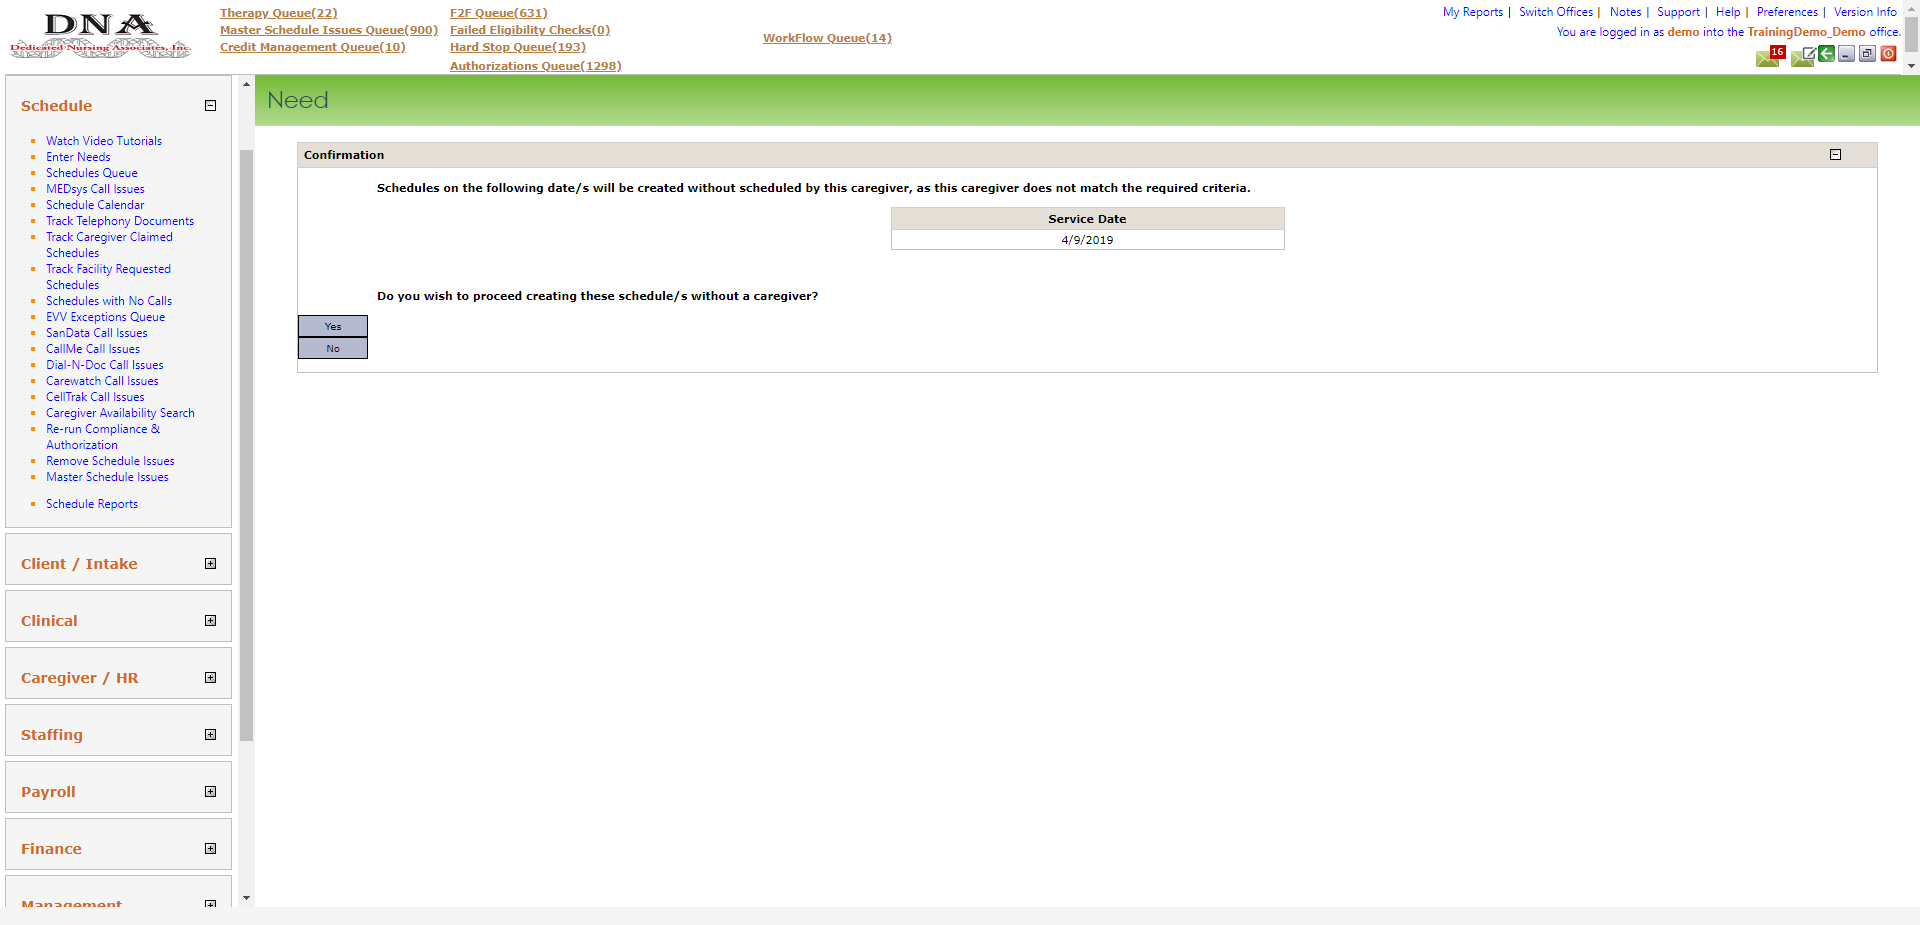 DNA
Dedicated Nursing Associates, Inc.
Therapy Queue(22)
Master Schedule Issues Queue(900)
Credit Management Queue(10)
F2F Queue(631)
Failed Eligibility Checks(0)
Hard Stop Queue(193)
Authorizations Queue(1298)
WorkFlow Queue(14)
My Reports | Switch Offices | Notes | Support | Help | Preferences | Version Info
You are logged in as demo into the TrainingDemo_Demo office.
16
Schedule
Watch Video Tutorials
Enter Needs
Schedules Queue
MEDsys Call Issues
Schedule Calendar
Track Telephony Documents
Track Caregiver Claimed
Schedules
Track Facility Requested
Schedules
Schedules with No Calls
EVV Exceptions Queue
SanData Call Issues
CallMe Call Issues
Dial-N-Doc Call Issues
Carewatch Call Issues
CellTrak Call Issues
Caregiver Availability Search
Re-run Compliance &
Authorization
Remove Schedule Issues
Master Schedule Issues
Schedule Reports
Client / Intake
Clinical
Caregiver / HR
Staffing
Payroll
Finance
Management
Need
Confirmation
Schedules on the following date/s will be created without scheduled by this caregiver, as this caregiver does not match the required criteria.
Service Date
4/9/2019
Do you wish to proceed creating these schedule/s without a caregiver?
Yes
No